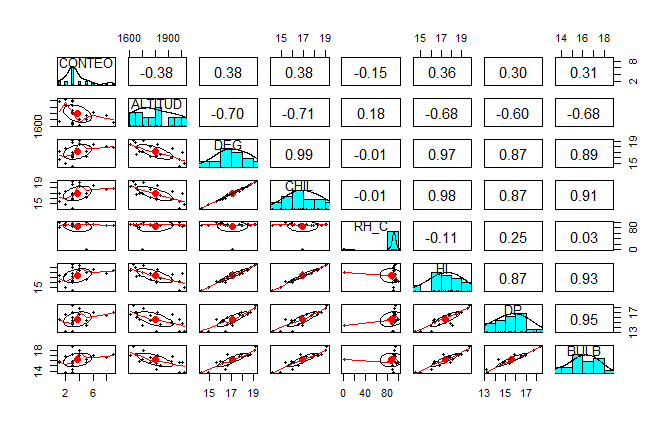 1600 1900 15 17 19 15 17 19 14 16 18
CONTEO -0.38 0.38 0.38 -0.15 0.36 0.30 0.31 2 8
1600 ALTITUD -0.70 -0.71 0.18 -0.68 -0.60 -0.68
DEG 0.99 -0.01 0.97 0.87 0.89 15 19
15 19 CHIL -0.01 0.98 0.87 0.91
RH_C -0.11 0.25 0.03 0 80
15 HI 0.87 0.93
DP 0.95 13 17
14 18 BULB
2 6 15 17 19 0 40 80 13 15 17